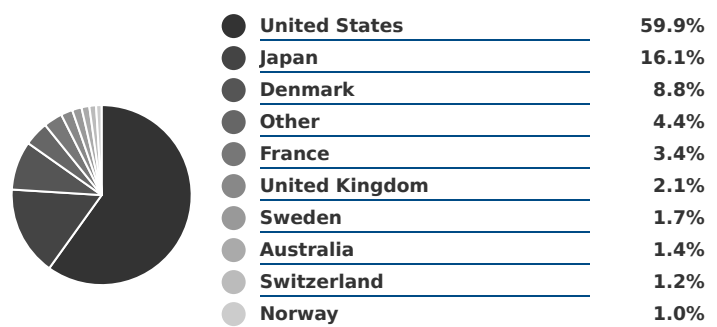 United States 59.9%
Japan 16.1%
Denmark 8.8%
Other 4.4%
France 3.4%
United Kingdom 2.1%
Sweden 1.7%
Australia 1.4%
Switzerland 1.2%
Norway 1.0%